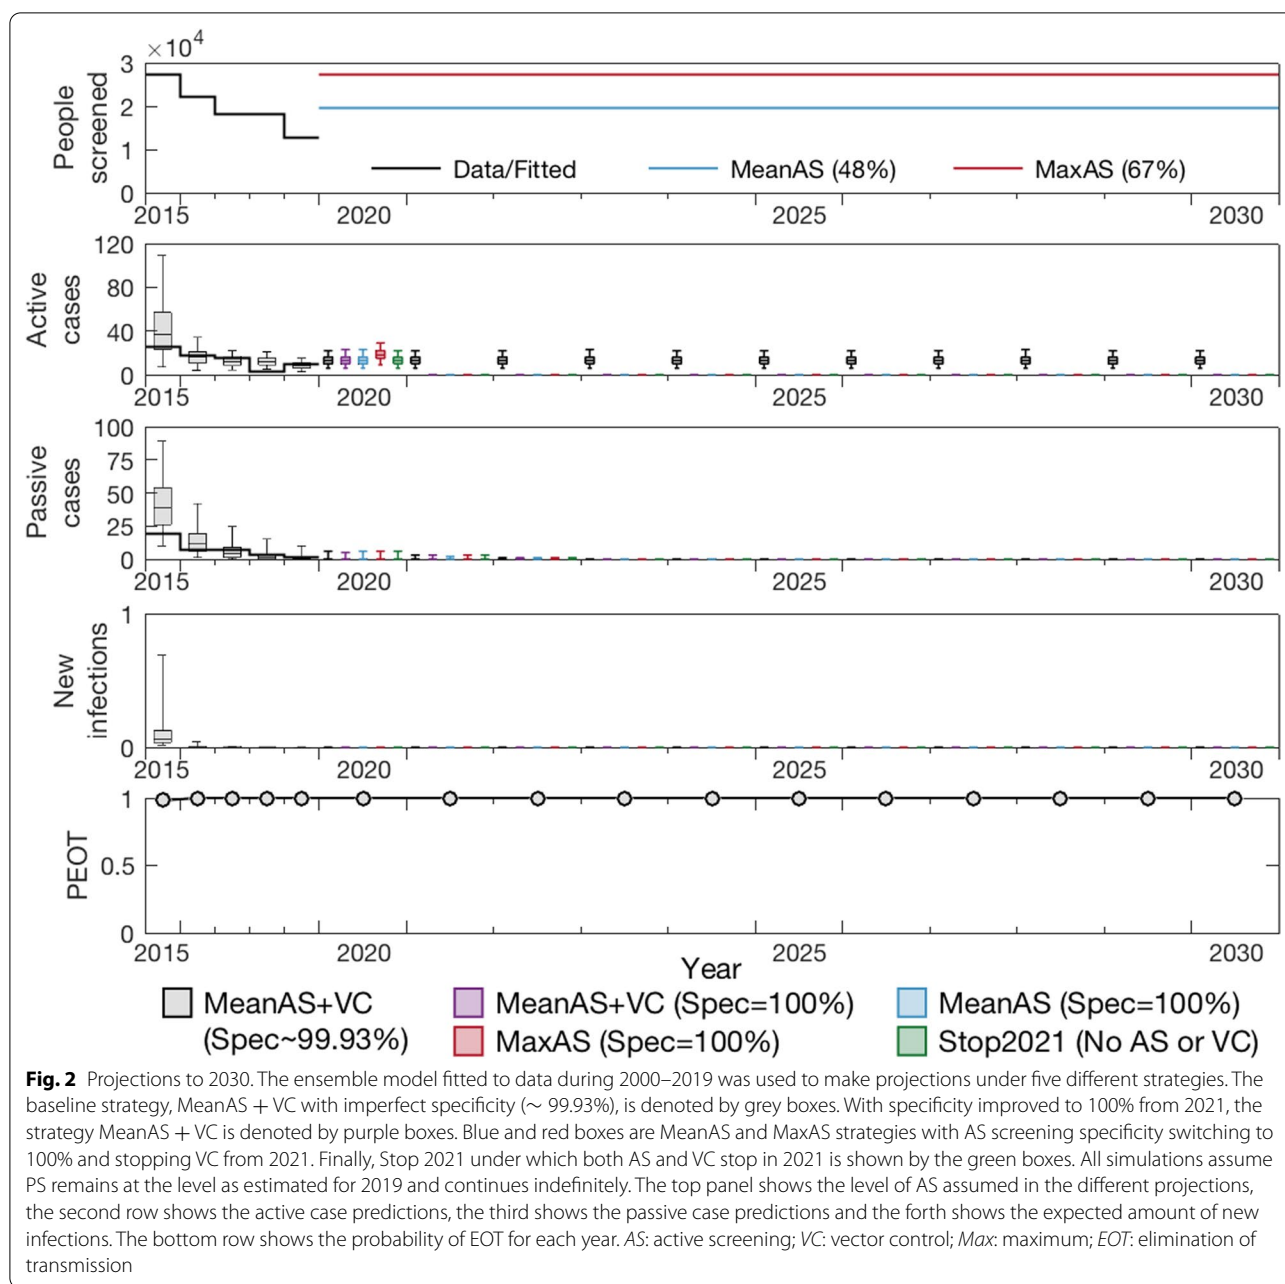 ×10⁴
3
2
1
0
People
screened
Data/Fitted
MeanAS (48%)
MaxAS (67%)
2015
2020
2025
2030
120
80
40
0
Active
cases
2015
2020
2025
2030
100
75
50
25
0
Passive
cases
2015
2020
2025
2030
1
0
New
infections
2015
2020
2025
2030
1
0.5
0
PEOT
2015
2020
2025
2030
Year
MeanAS+VC
(Spec~99.93%)
MeanAS+VC (Spec=100%)
MaxAS (Spec=100%)
MeanAS (Spec=100%)
Stop2021 (No AS or VC)
Fig. 2 Projections to 2030. The ensemble model fitted to data during 2000–2019 was used to make projections under five different strategies. The
baseline strategy, MeanAS + VC with imperfect specificity (∼ 99.93%), is denoted by grey boxes. With specificity improved to 100% from 2021, the
strategy MeanAS + VC is denoted by purple boxes. Blue and red boxes are MeanAS and MaxAS strategies with AS screening specificity switching to
100% and stopping VC from 2021. Finally, Stop 2021 under which both AS and VC stop in 2021 is shown by the green boxes. All simulations assume
PS remains at the level as estimated for 2019 and continues indefinitely. The top panel shows the level of AS assumed in the different projections,
the second row shows the active case predictions, the third shows the passive case predictions and the forth shows the expected amount of new
infections. The bottom row shows the probability of EOT for each year. AS: active screening; VC: vector control; Max: maximum; EOT: elimination of
transmission